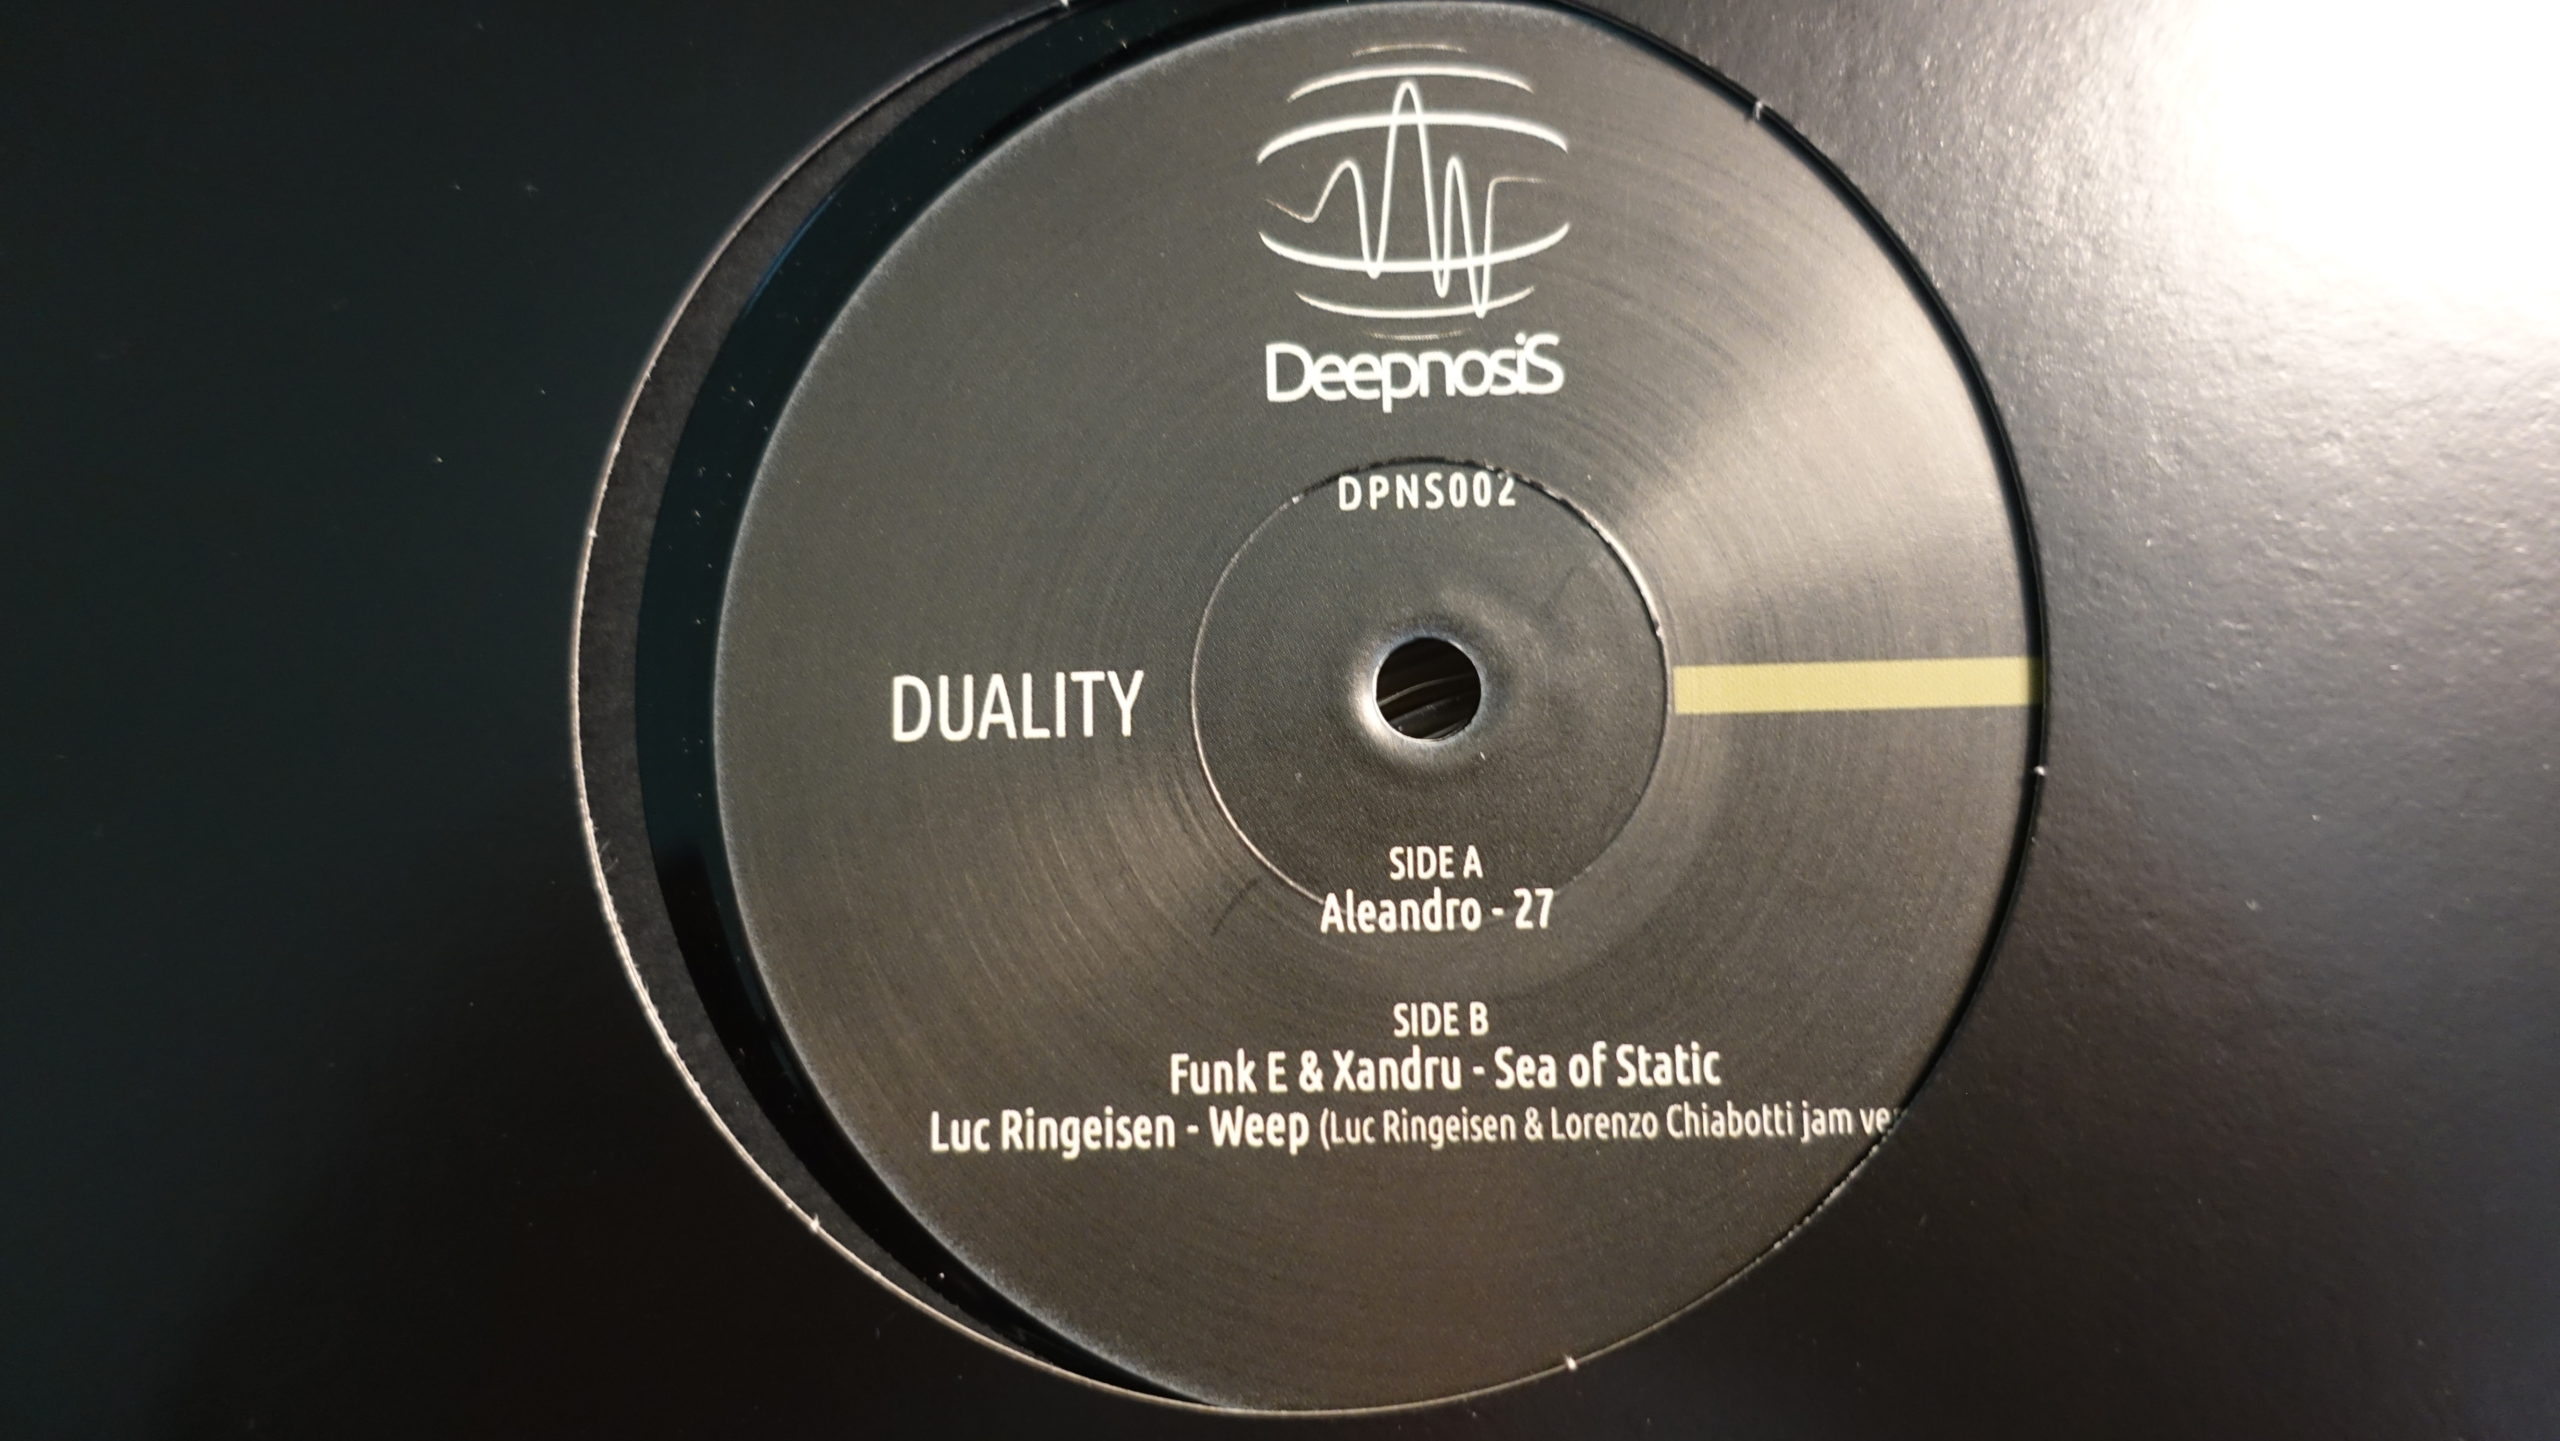 DeepnosiS
DPNS002
DUALITY
SIDE A
Aleandro - 27
SIDE B
Funk E & Xandru - Sea of Static
Luc Ringeisen - Weep (Luc Ringeisen & Lorenzo Chiabotti jam